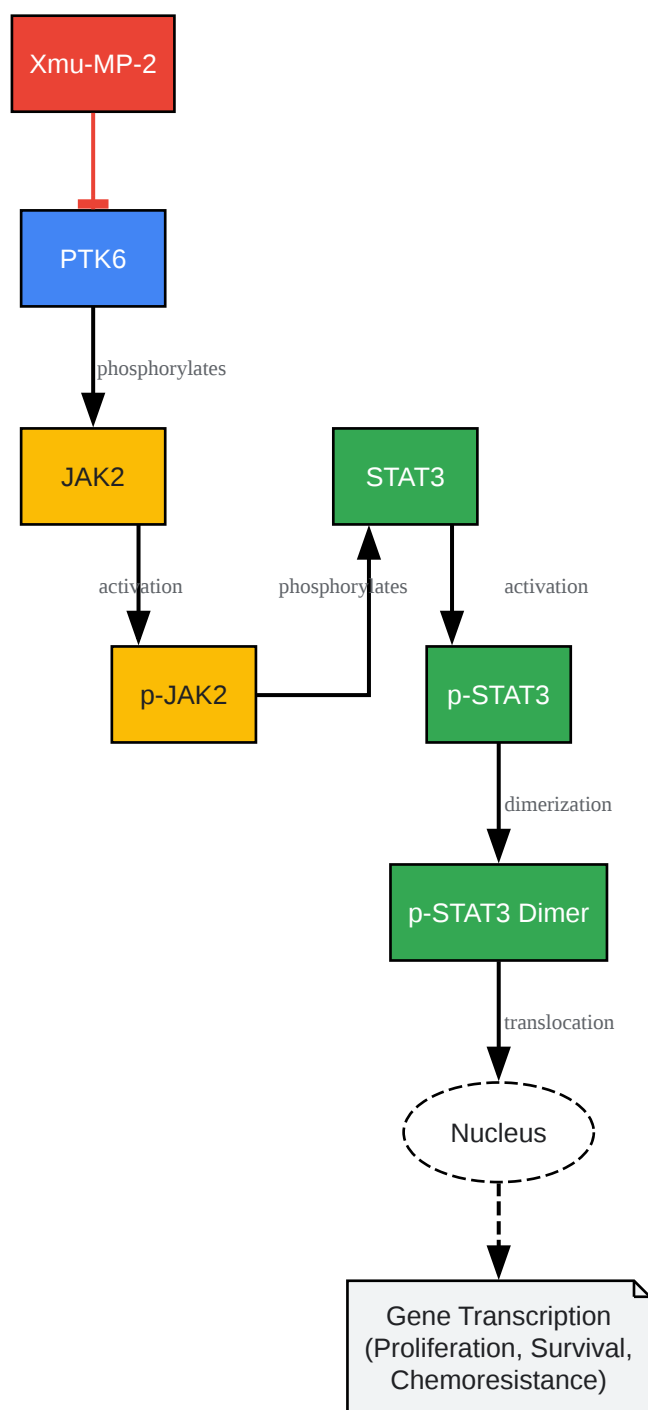 Xmu-MP-2
PTK6
phosphorylates
JAK2
STAT3
activation
phosphorylates
activation
p-JAK2
p-STAT3
dimerization
p-STAT3 Dimer
translocation
Nucleus
Gene Transcription
(Proliferation, Survival,
Chemoresistance)